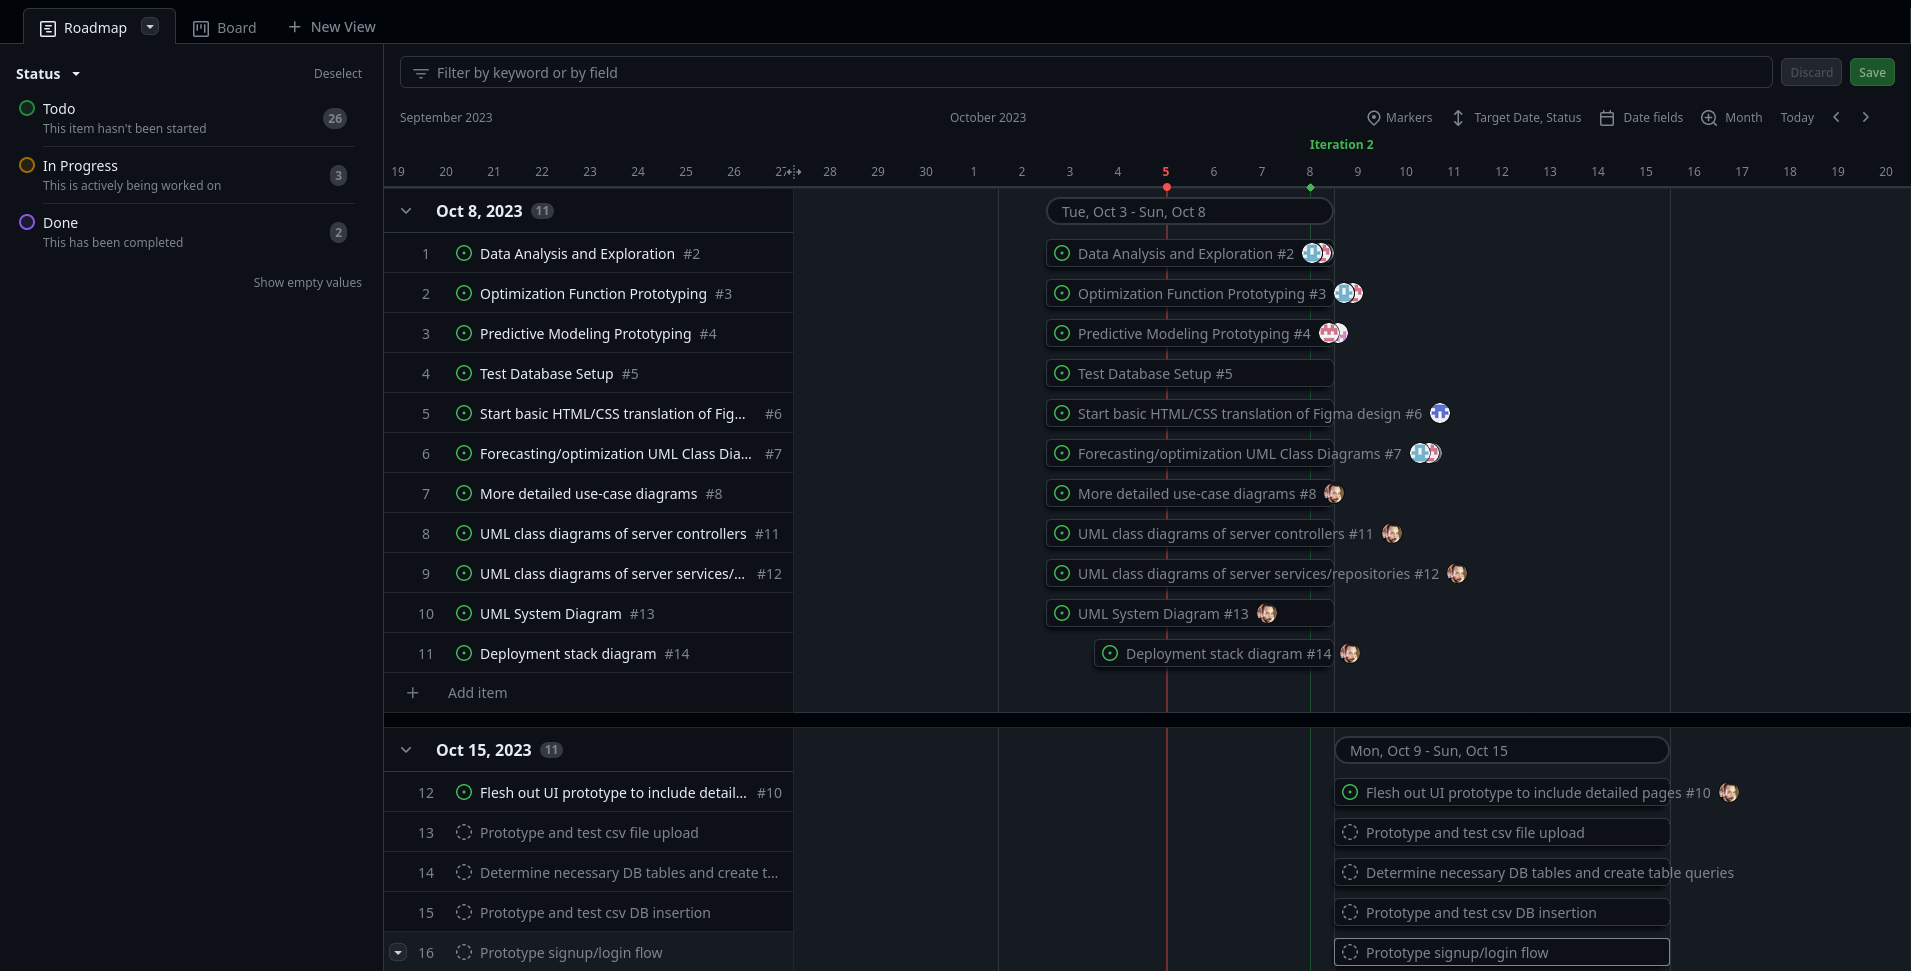 Roadmap
Board
New View
Status
Deselect
Todo
This item hasn't been started
26
In Progress
This is actively being worked on
3
Done
This has been completed
2
Show empty values
Filter by keyword or by field
Discard
Save
September 2023
October 2023
Markers
Target Date, Status
Date fields
Month
Today
Iteration 2
19 20 21 22 23 24 25 26 27 28 29 30 1 2 3 4 5 6 7 8 9 10 11 12 13 14 15 16 17 18 19 20
Oct 8, 2023 11
Tue, Oct 3 - Sun, Oct 8
1 Data Analysis and Exploration #2
Data Analysis and Exploration #2
2 Optimization Function Prototyping #3
Optimization Function Prototyping #3
3 Predictive Modeling Prototyping #4
Predictive Modeling Prototyping #4
4 Test Database Setup #5
Test Database Setup #5
5 Start basic HTML/CSS translation of Fig... #6
Start basic HTML/CSS translation of Figma design #6
6 Forecasting/optimization UML Class Dia... #7
Forecasting/optimization UML Class Diagrams #7
7 More detailed use-case diagrams #8
More detailed use-case diagrams #8
8 UML class diagrams of server controllers #11
UML class diagrams of server controllers #11
9 UML class diagrams of server services/... #12
UML class diagrams of server services/repositories #12
10 UML System Diagram #13
UML System Diagram #13
11 Deployment stack diagram #14
Deployment stack diagram #14
Add item
Oct 15, 2023 11
Mon, Oct 9 - Sun, Oct 15
12 Flesh out UI prototype to include detail... #10
Flesh out UI prototype to include detailed pages #10
13 Prototype and test csv file upload
Prototype and test csv file upload
14 Determine necessary DB tables and create t...
Determine necessary DB tables and create table queries
15 Prototype and test csv DB insertion
Prototype and test csv DB insertion
16 Prototype signup/login flow
Prototype signup/login flow